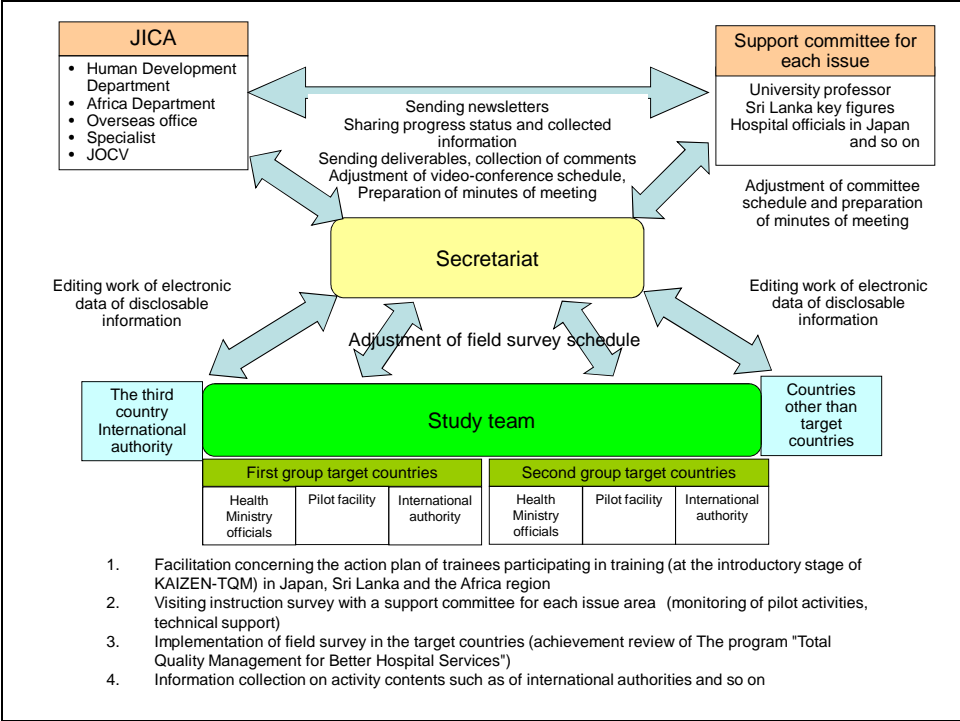 JICA
• Human Development
Department
• Africa Department
• Overseas office
• Specialist
• JOCV
Support committee for
each issue
University professor
Sri Lanka key figures
Hospital officials in Japan
and so on
Sending newsletters
Sharing progress status and collected
information
Sending deliverables, collection of comments
Adjustment of video-conference schedule,
Preparation of minutes of meeting
Adjustment of committee
schedule and preparation
of minutes of meeting
Secretariat
Editing work of electronic
data of disclosable
information
Editing work of electronic
data of disclosable
information
Adjustment of field survey schedule
The third
country
International
authority
Study team
Countries
other than
target
countries
First group target countries
Second group target countries
Health
Ministry
officials
Pilot facility
International
authority
Health
Ministry
officials
Pilot facility
International
authority
1. Facilitation concerning the action plan of trainees participating in training (at the introductory stage of
KAIZEN-TQM) in Japan, Sri Lanka and the Africa region
2. Visiting instruction survey with a support committee for each issue area (monitoring of pilot activities,
technical support)
3. Implementation of field survey in the target countries (achievement review of The program "Total
Quality Management for Better Hospital Services")
4. Information collection on activity contents such as of international authorities and so on